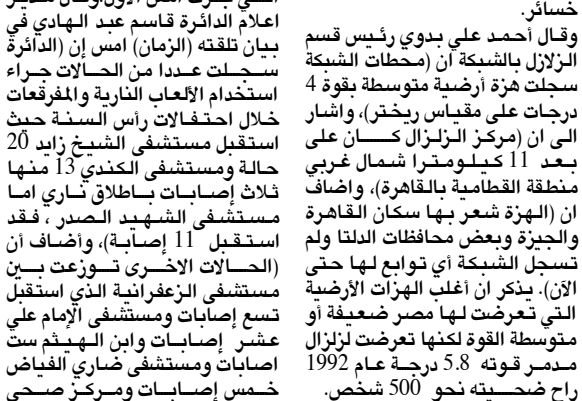 خسائر.
وقال أحمد علي بدوي رئيس قسم
الزلازل بالشبكة ان (محطات الشبكة
سجلت هزة أرضية متوسطة بقوة 4
درجات على مقياس ريختر)، واشار
الى ان (مركز الزلزال كان على
بعد 11 كيلومترا شمال غربي
منطقة القطامية بالقاهرة)، واضاف
ان (الهزة شعر بها سكان القاهرة
والجيزة وبعض محافظات الدلتا ولم
تسجل الشبكة أي توابع لها حتى
الآن). يذكر ان أغلب الهزات الأرضية
التي تعرضت لها مصر ضعيفة أو
متوسطة القوة لكنها تعرضت لزلزال
مدمر قوته 5.8 درجة عام 1992
راح ضحيته نحو 500 شخص.
اعلام الدائرة قاسم عبد الهادي في
بيان تلقته (الزمان) امس إن (الدائرة
سجلت عددا من الحالات جراء
استخدام الألعاب النارية والمفرقعات
خلال احتفالات رأس السنة حيث
استقبل مستشفى الشيخ زايد 20
حالة ومستشفى الكندي 13 منها
ثلاث إصابات باطلاق ناري اما
مستشفى الشهيد الصدر ، فقد
استقبل 11 إصابة)، وأضاف أن
(الحالات الاخرى توزعت بين
مستشفى الزعفرانية الذي استقبل
تسع إصابات ومستشفى الإمام علي
عشر إصابات وابن الهيثم ست
اصابات ومستشفى ضاري الفياض
خمس إصابات ومركز صحي